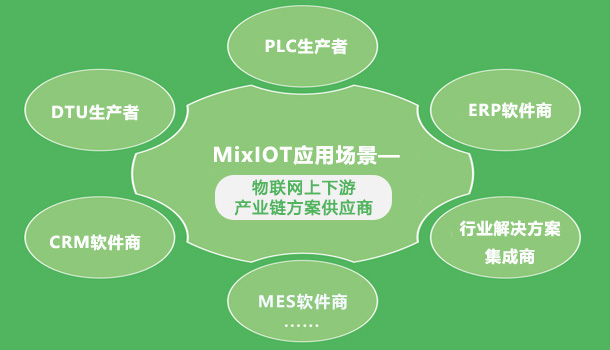 PLC生产者
DTU生产者
ERP软件商
MixIOT应用场景—
物联网上下游
产业链方案供应商
CRM软件商
行业解决方案
集成商
MES软件商
……